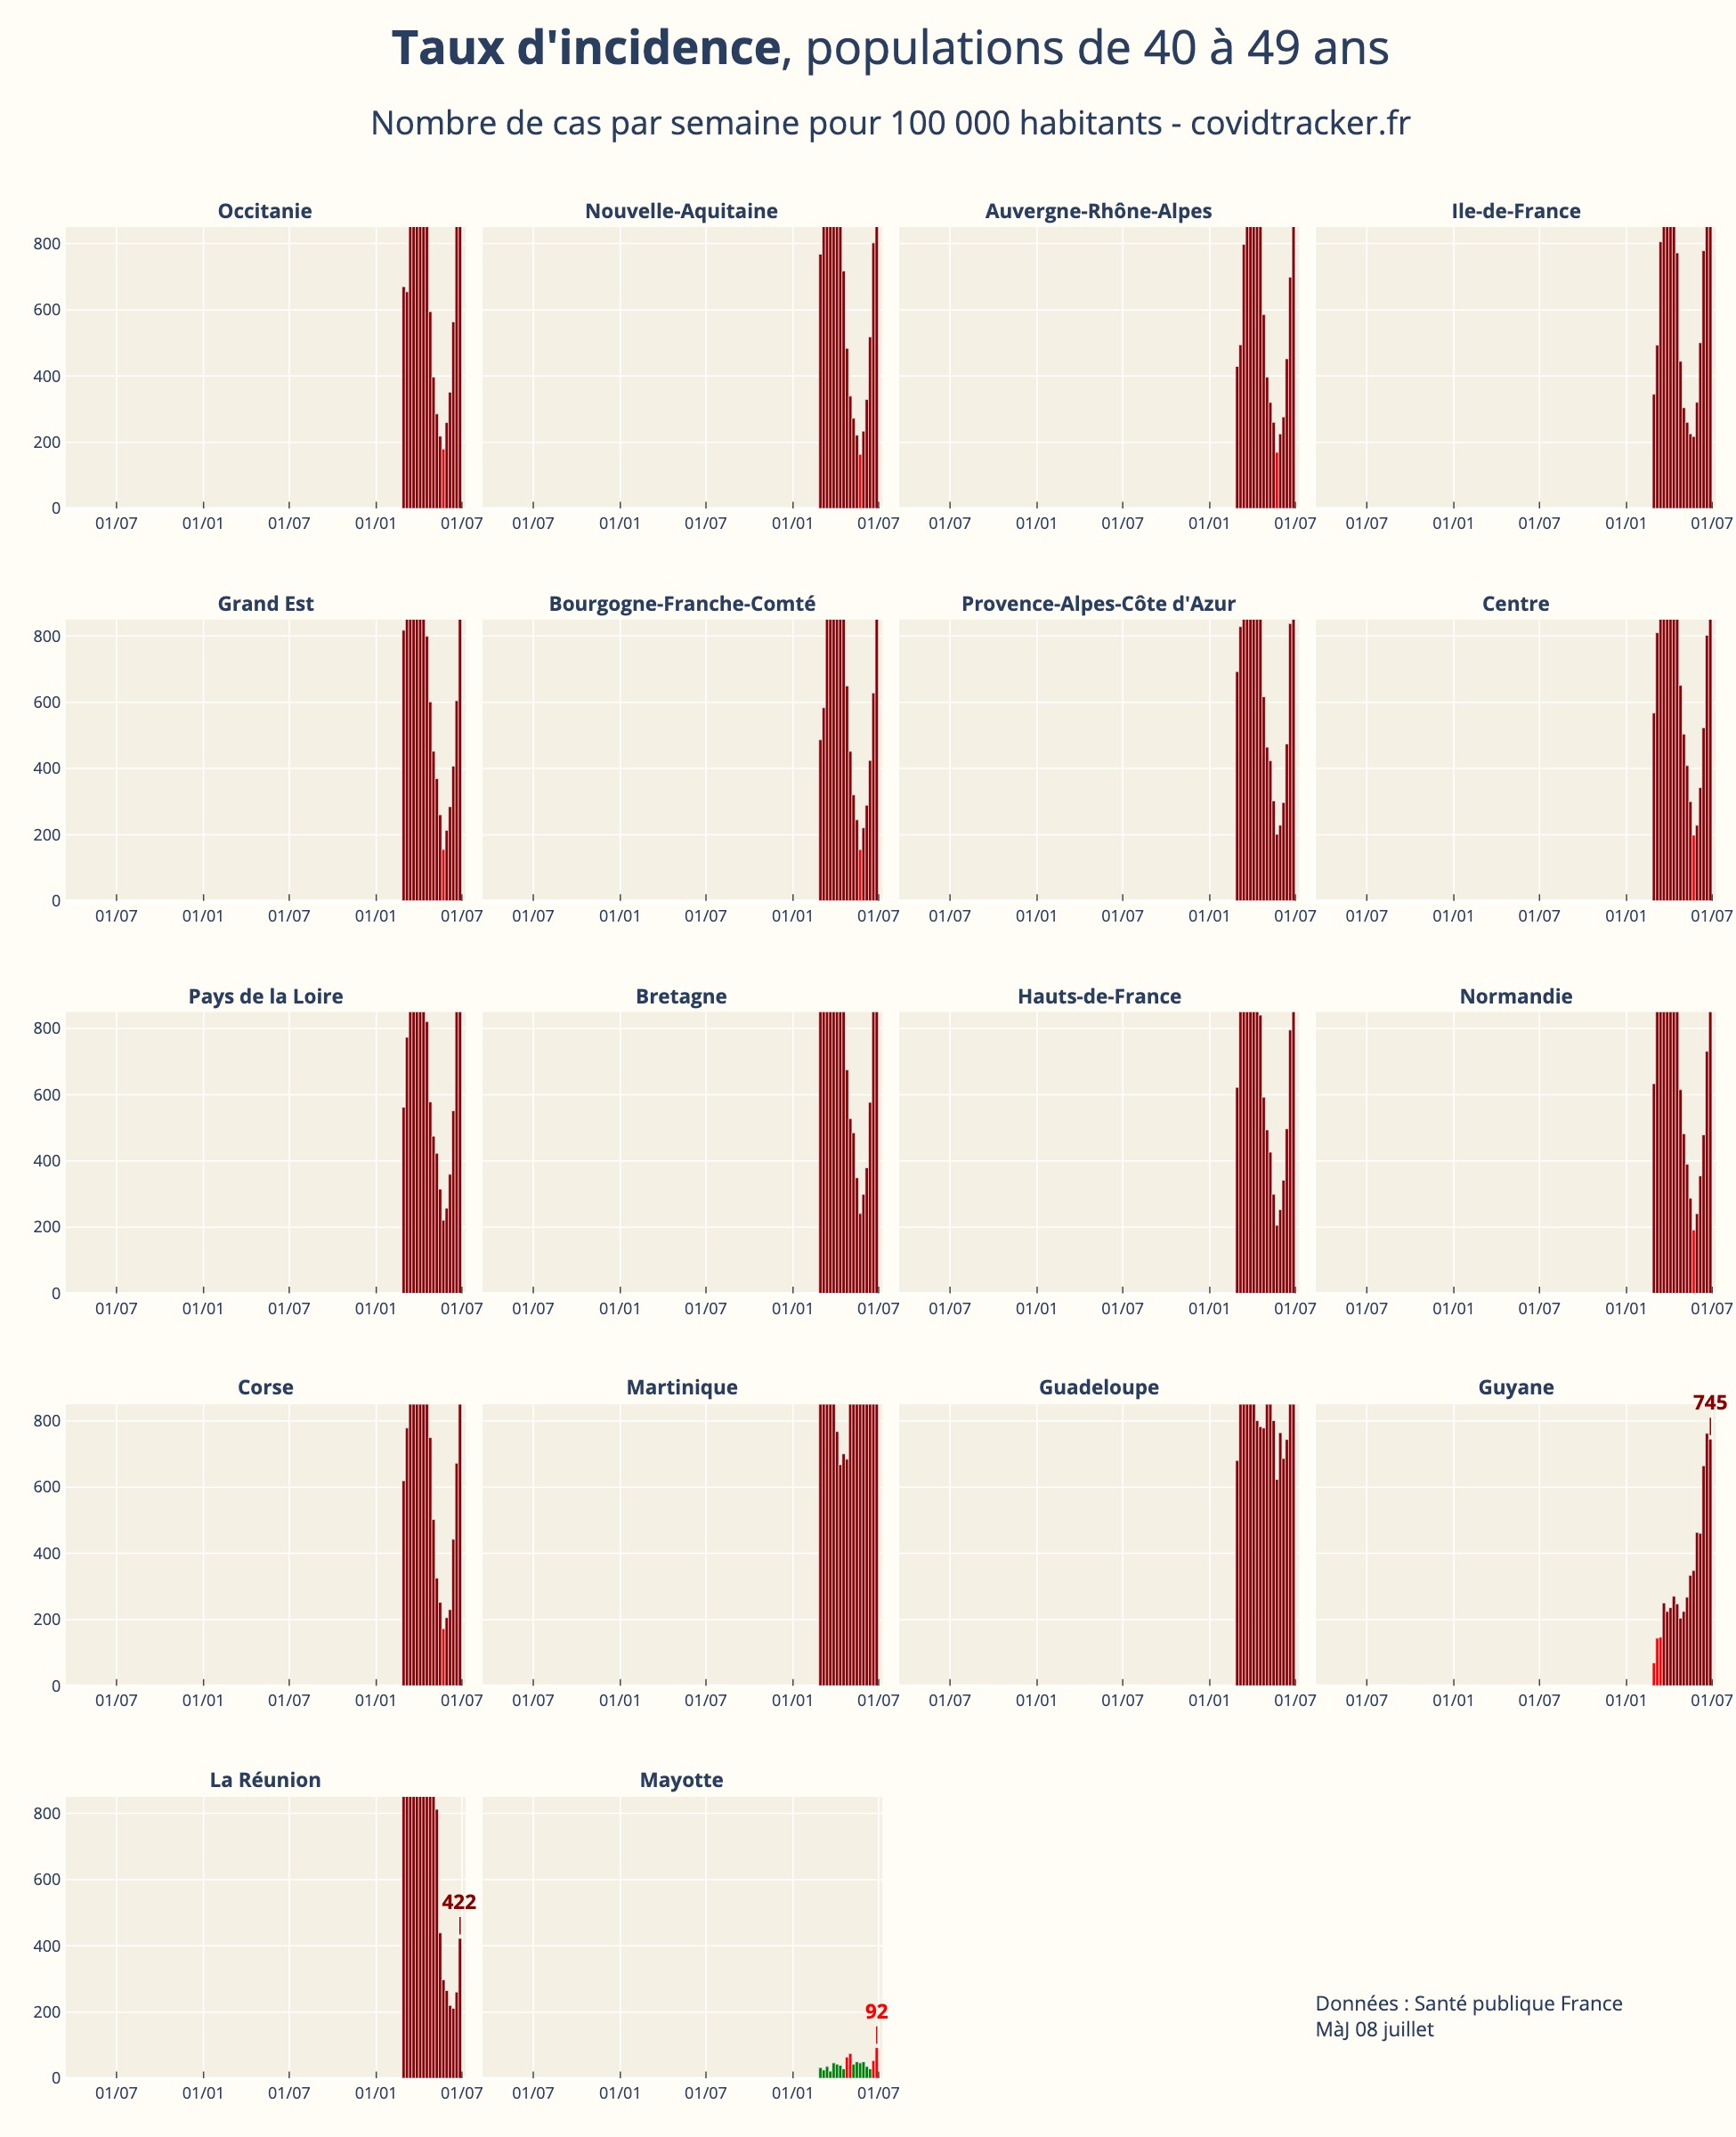 Taux d'incidence, populations de 40 à 49 ans
Nombre de cas par semaine pour 100 000 habitants - covidtracker.fr
Occitanie Nouvelle-Aquitaine Auvergne-Rhône-Alpes Ile-de-France
800
600
400
200
0
01/07 01/01 01/07 01/01 01/07 01/07 01/01 01/07 01/01 01/07 01/07 01/01 01/07 01/01 01/07 01/07 01/01 01/07 01/01 01/07
Grand Est Bourgogne-Franche-Comté Provence-Alpes-Côte d'Azur Centre
800
600
400
200
0
01/07 01/01 01/07 01/01 01/07 01/07 01/01 01/07 01/01 01/07 01/07 01/01 01/07 01/01 01/07 01/07 01/01 01/07 01/01 01/07
Pays de la Loire Bretagne Hauts-de-France Normandie
800
600
400
200
0
01/07 01/01 01/07 01/01 01/07 01/07 01/01 01/07 01/01 01/07 01/07 01/01 01/07 01/01 01/07 01/07 01/01 01/07 01/01 01/07
Corse Martinique Guadeloupe Guyane
745
800
600
400
200
0
01/07 01/01 01/07 01/01 01/07 01/07 01/01 01/07 01/01 01/07 01/07 01/01 01/07 01/01 01/07 01/07 01/01 01/07 01/01 01/07
La Réunion Mayotte
800
600
422
400
200
92
0
01/07 01/01 01/07 01/01 01/07 01/07 01/01 01/07 01/01 01/07
Données : Santé publique France
MàJ 08 juillet